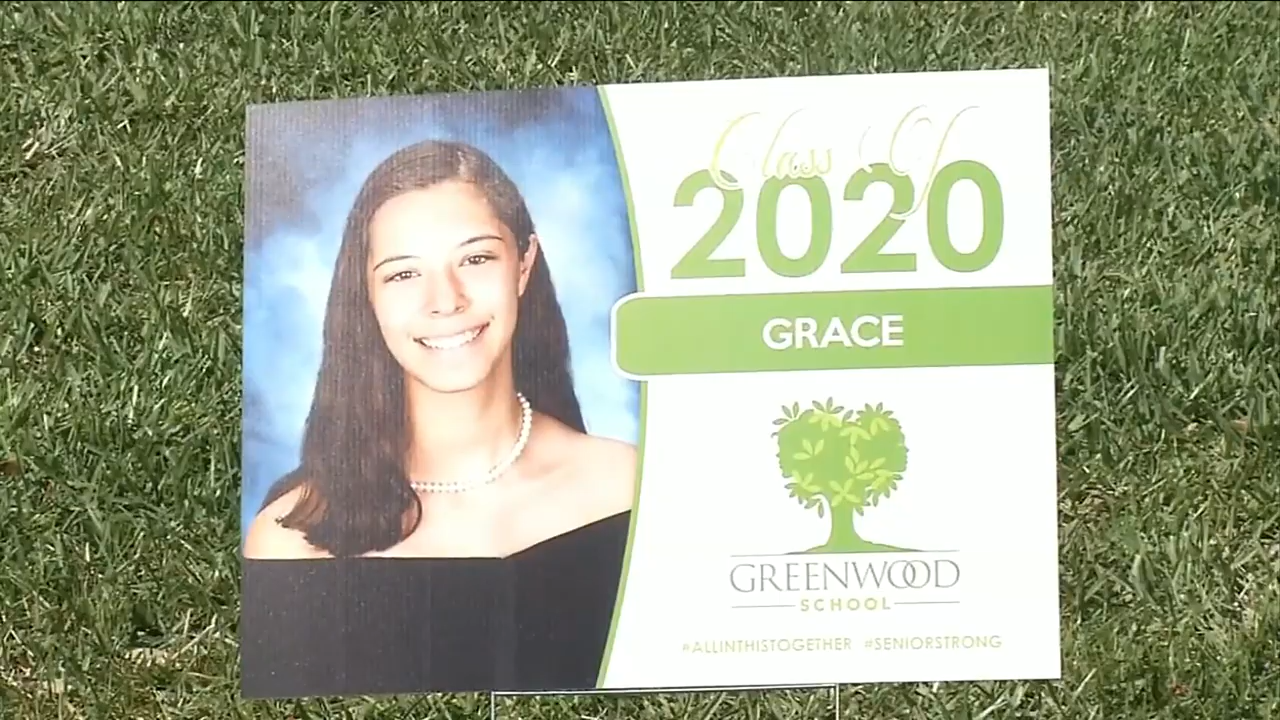 Class of
2020
GRACE
GREENWOOD
SCHOOL
#ALLINTHISTOGETHER #SENIORSTRONG